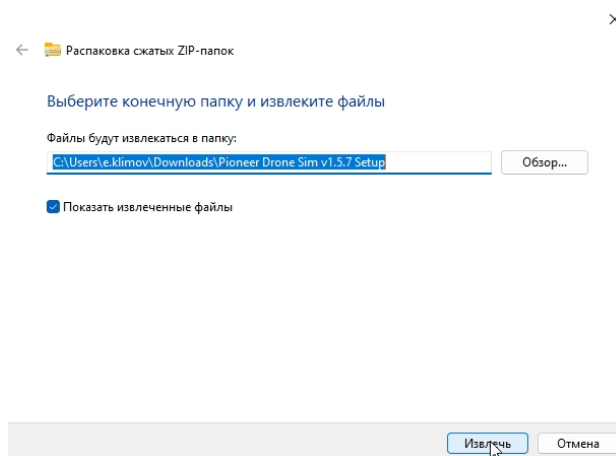 Распаковка сжатых ZIP-папок
Выберите конечную папку и извлеките файлы
Файлы будут извлекаться в папку:
C:\Users\e.klimov\Downloads\Pioneer Drone Sim v1.5.7 Setup
Обзор...
Показать извлеченные файлы
Извлечь
Отмена